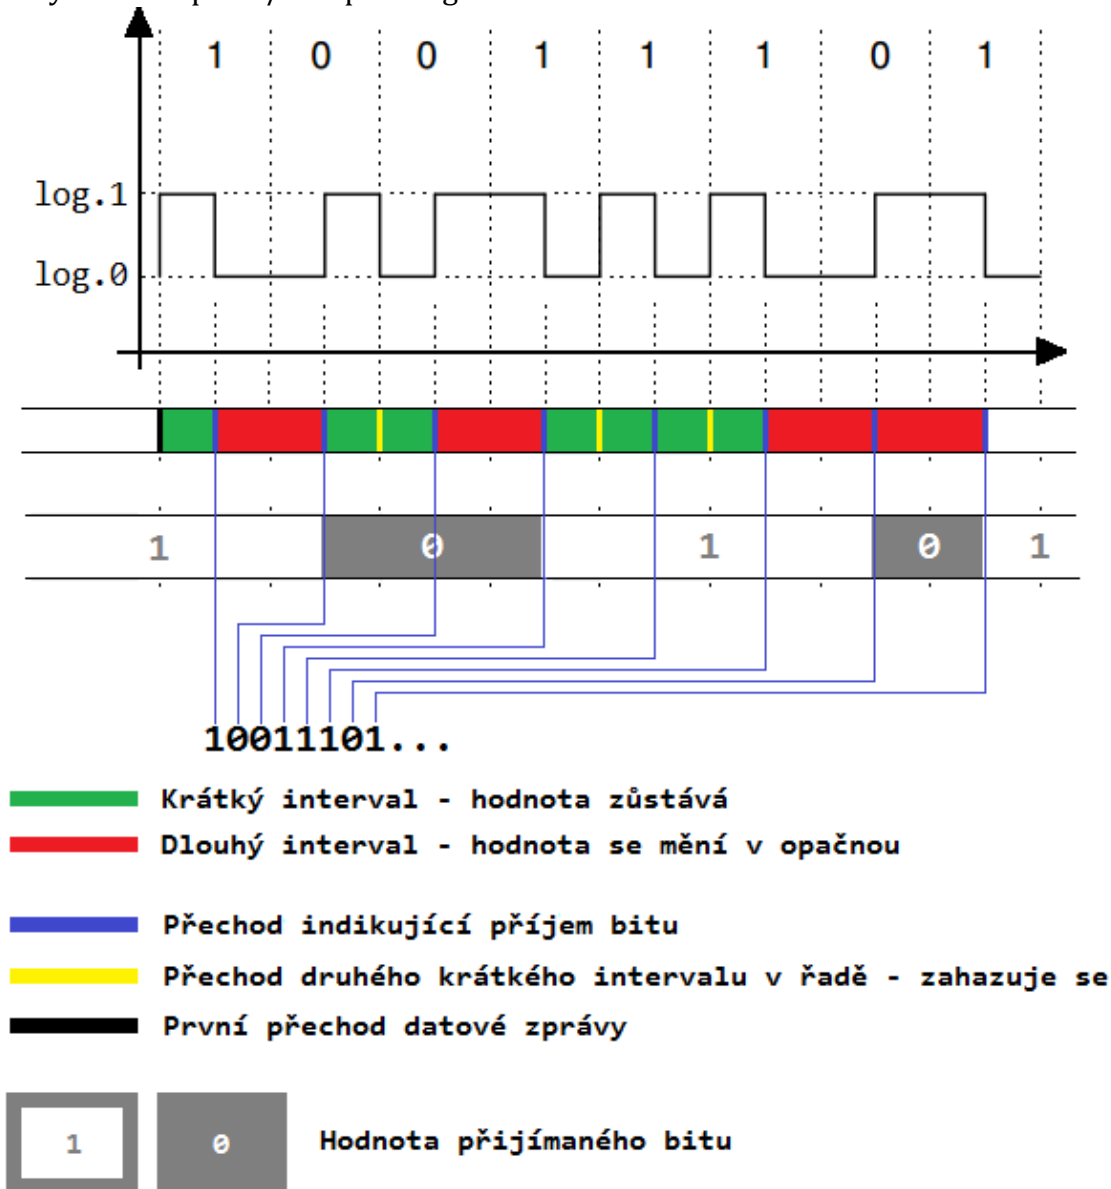 1 0 0 1 1 1 0 1
log.1
log.0
1 0 1 0 1
10011101...
Krátký interval - hodnota zůstává
Dlouhý interval - hodnota se mění v opačnou
Přechod indikující příjem bitu
Přechod druhého krátkého intervalu v řadě - zahazuje se
První přechod datové zprávy
1 0 Hodnota přijímaného bitu